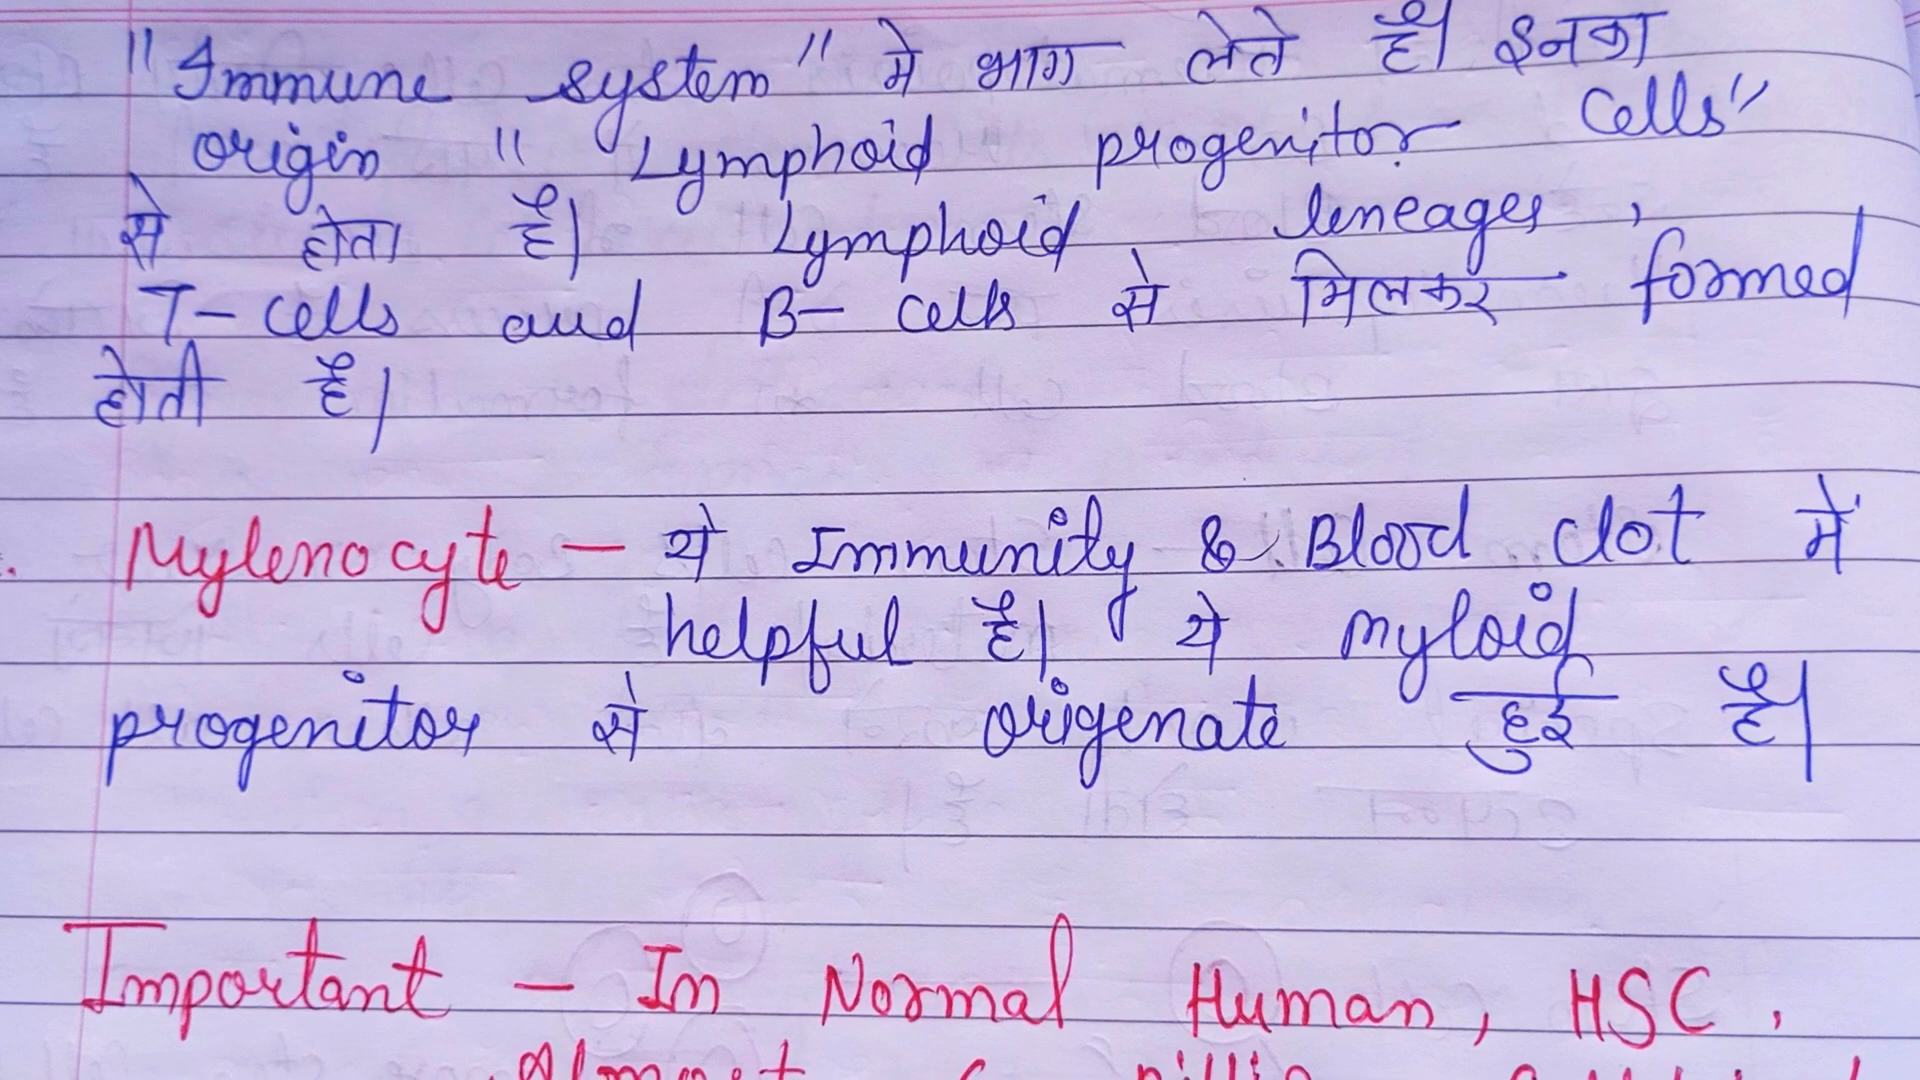 "Immune system" मे भाग लेते है। इनका
origin "Lymphoid progenitor cells"
से होता है। Lymphoid leneages,
T-cells and B-cells से मिलकर formed
होती है।
Mylenocyte - ये Immunity & Blood clot में
helpful है। ये myloid
progenitor से origenate हुई है।
Important - In Normal Human, HSC,
Almost